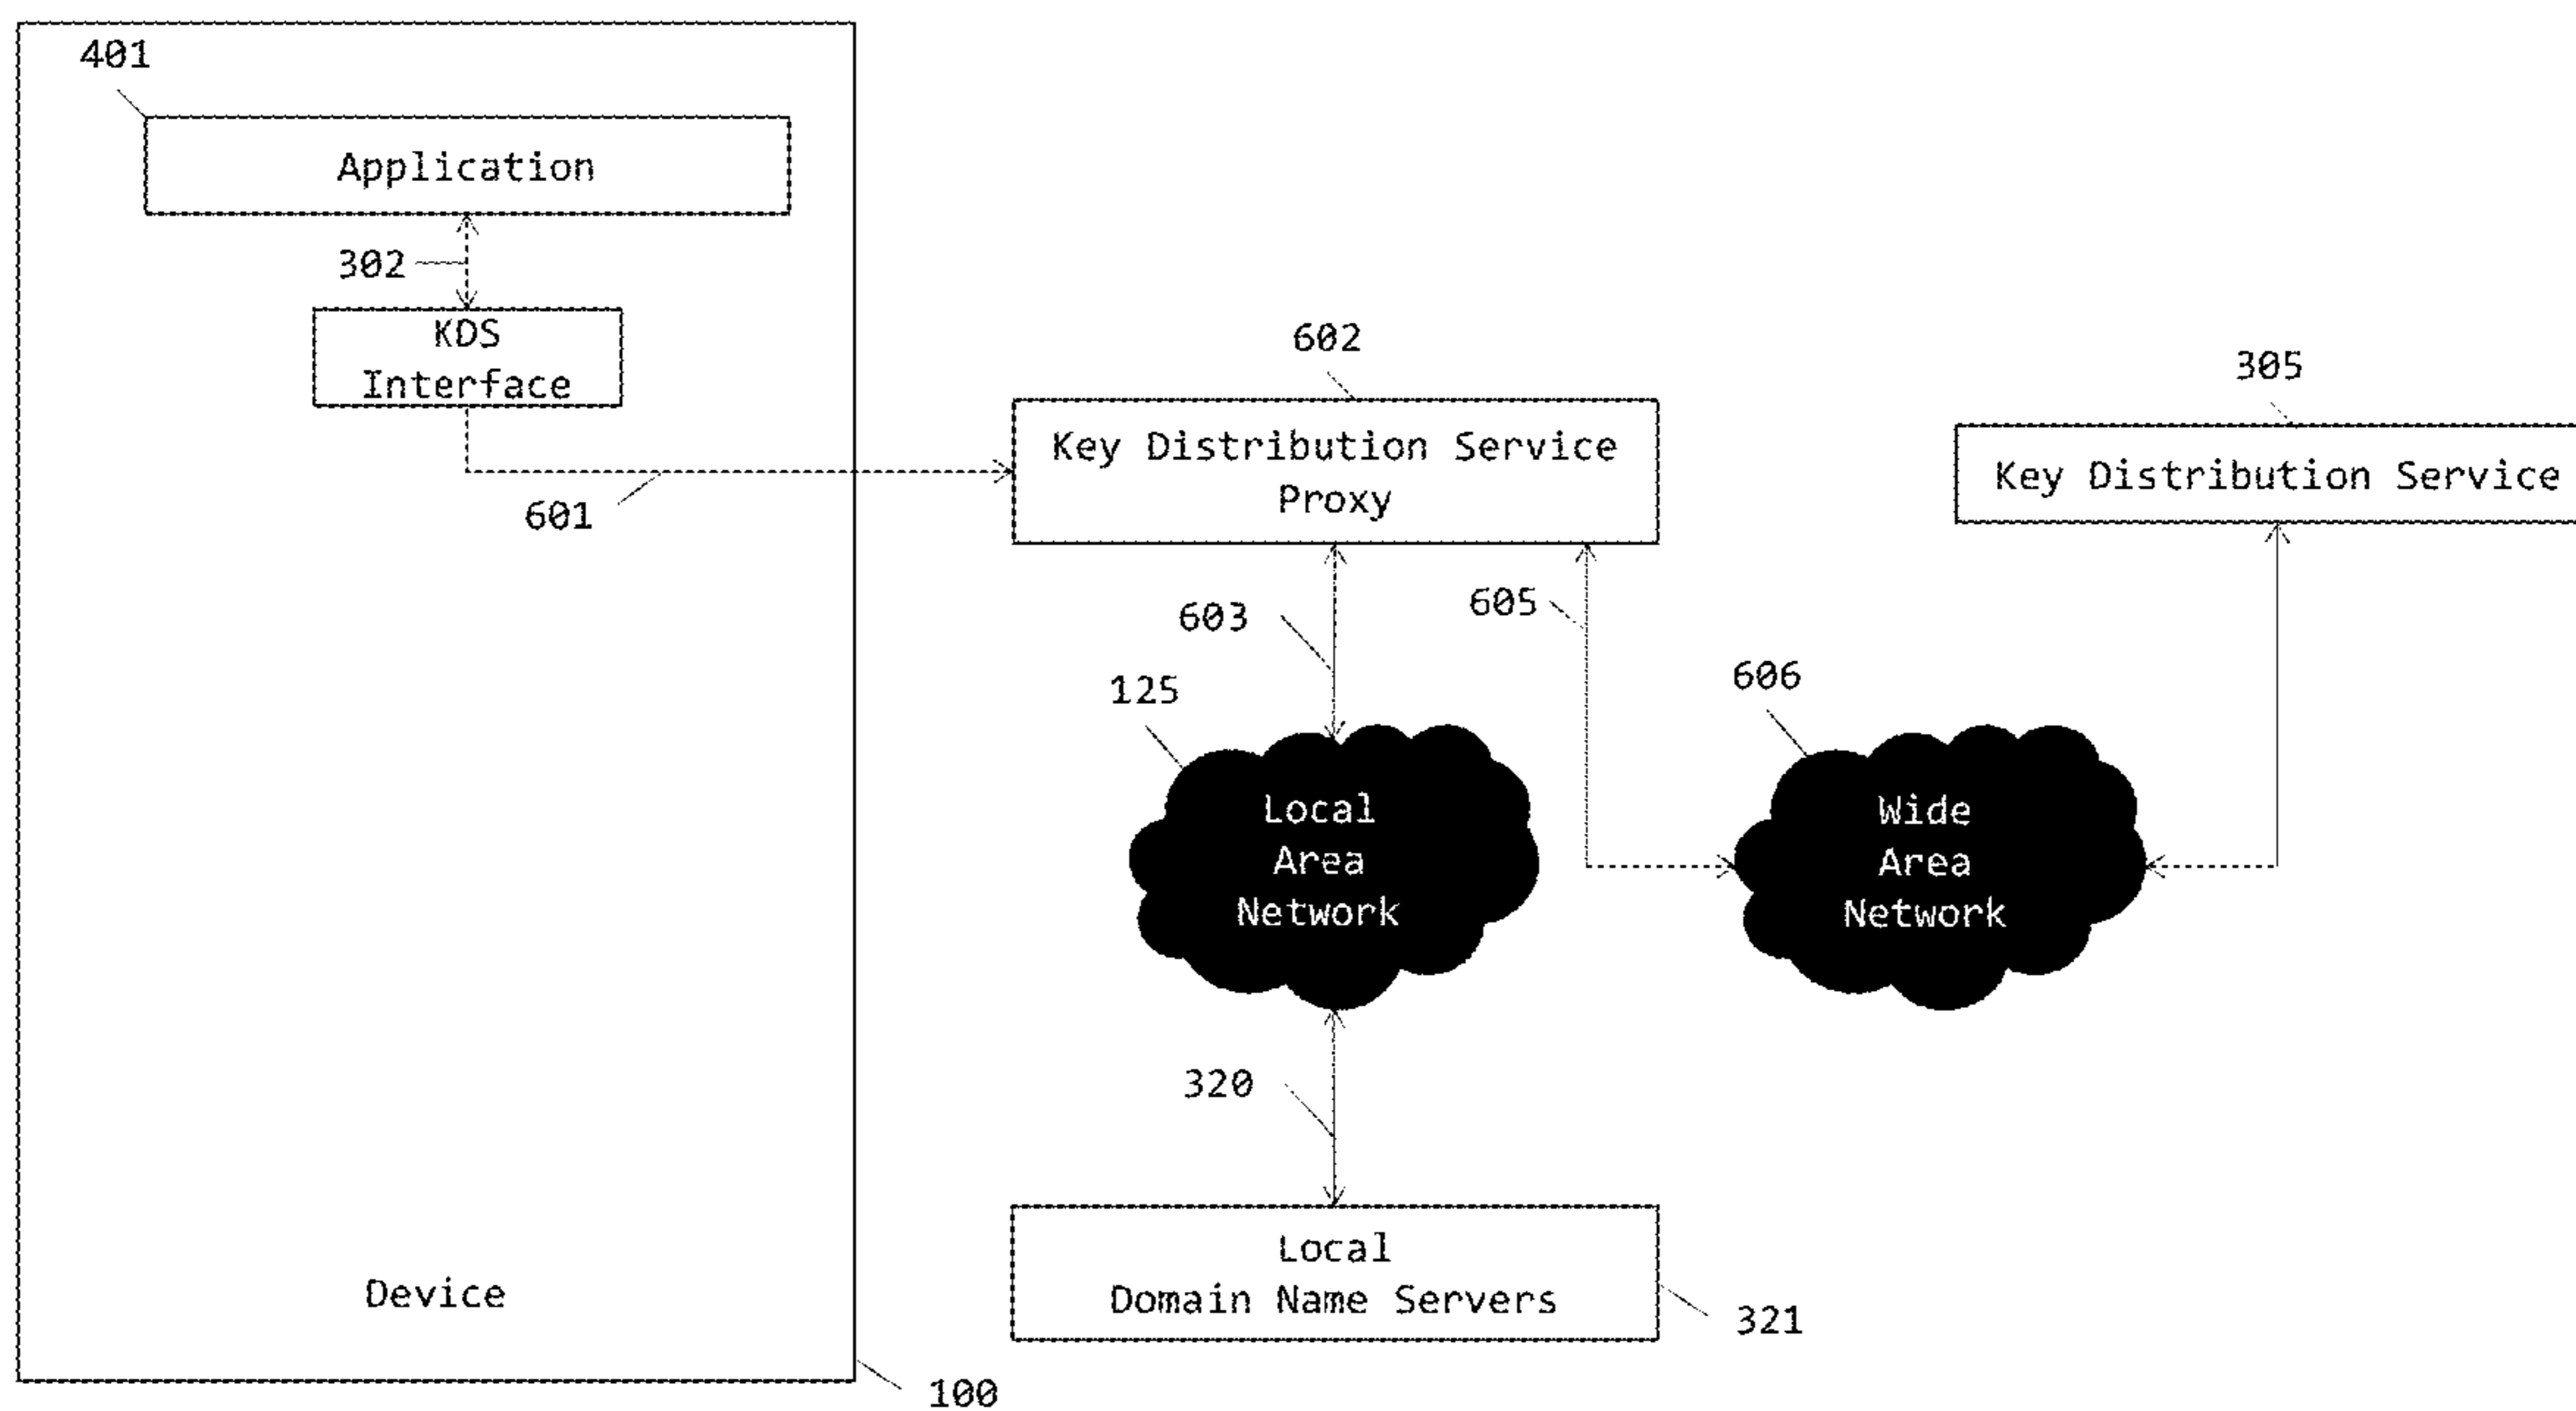 401
Application
302
KDS
Interface
601
602
Key Distribution Service
Proxy
305
Key Distribution Service
603
605
125
606
Local
Area
Network
Wide
Area
Network
320
Local
Domain Name Servers
321
Device
100